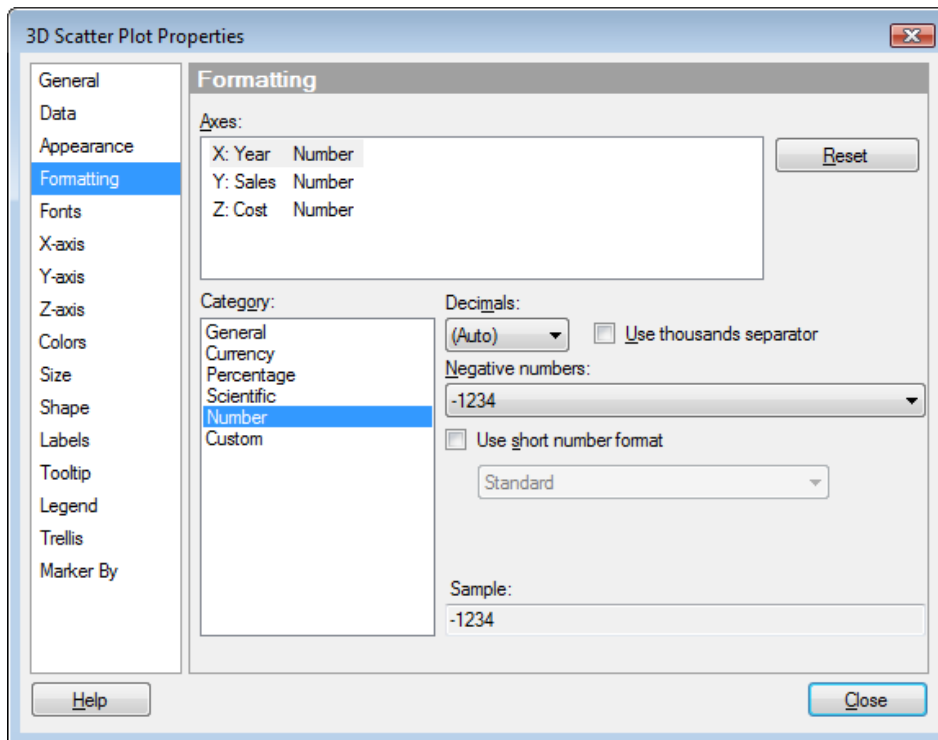 3D Scatter Plot Properties
General
Data
Appearance
Formatting
Fonts
X-axis
Y-axis
Z-axis
Colors
Size
Shape
Labels
Tooltip
Legend
Trellis
Marker By
Formatting
Axes:
X: Year Number
Y: Sales Number
Z: Cost Number
Reset
Category:
General
Currency
Percentage
Scientific
Number
Custom
Decimals:
(Auto)
Use thousands separator
Negative numbers:
-1234
Use short number format
Standard
Sample:
-1234
Help
Close